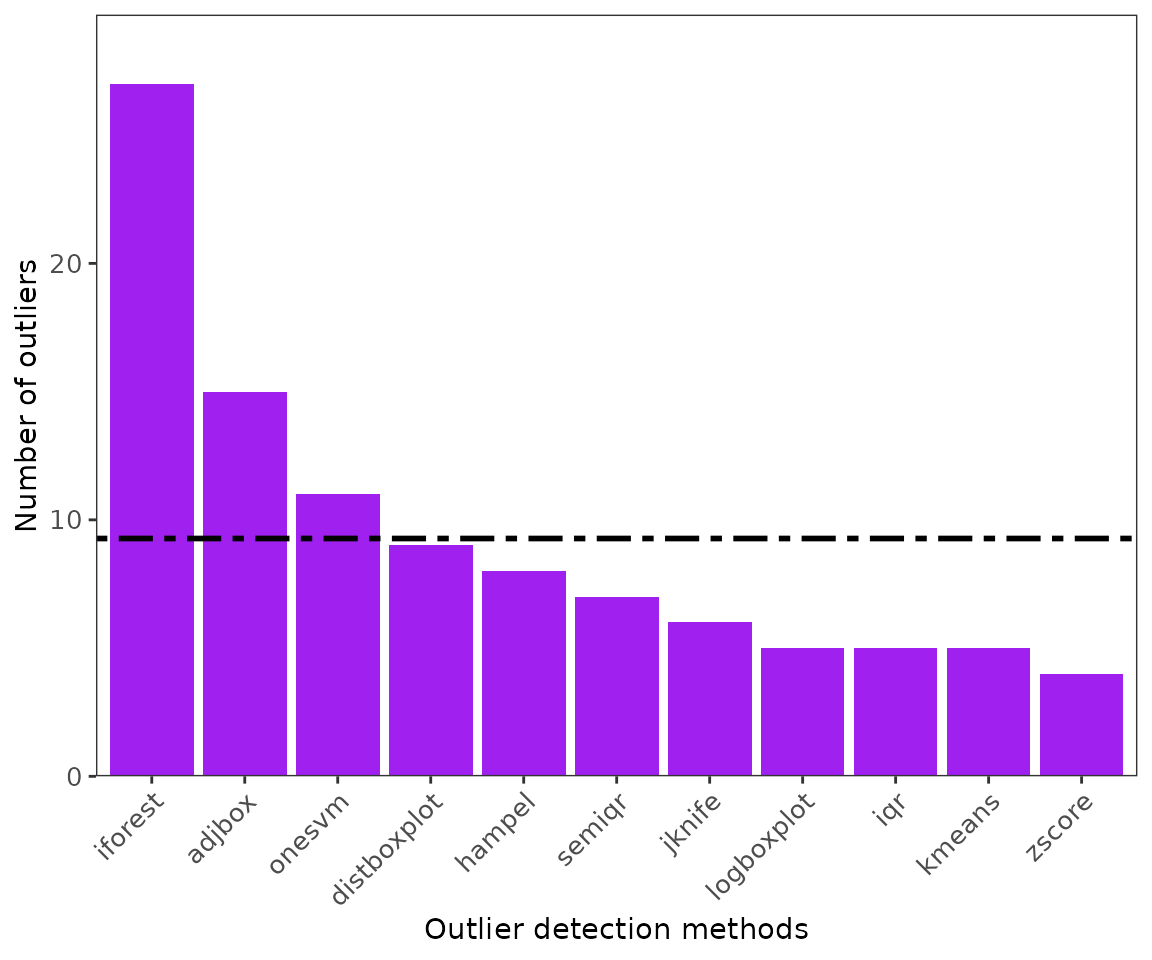 Number of outliers
20
10
0
iforest
adjbox
onesvm
distboxplot
hampel
semiqr
jknife
logboxplot
iqr
kmeans
zscore
Outlier detection methods